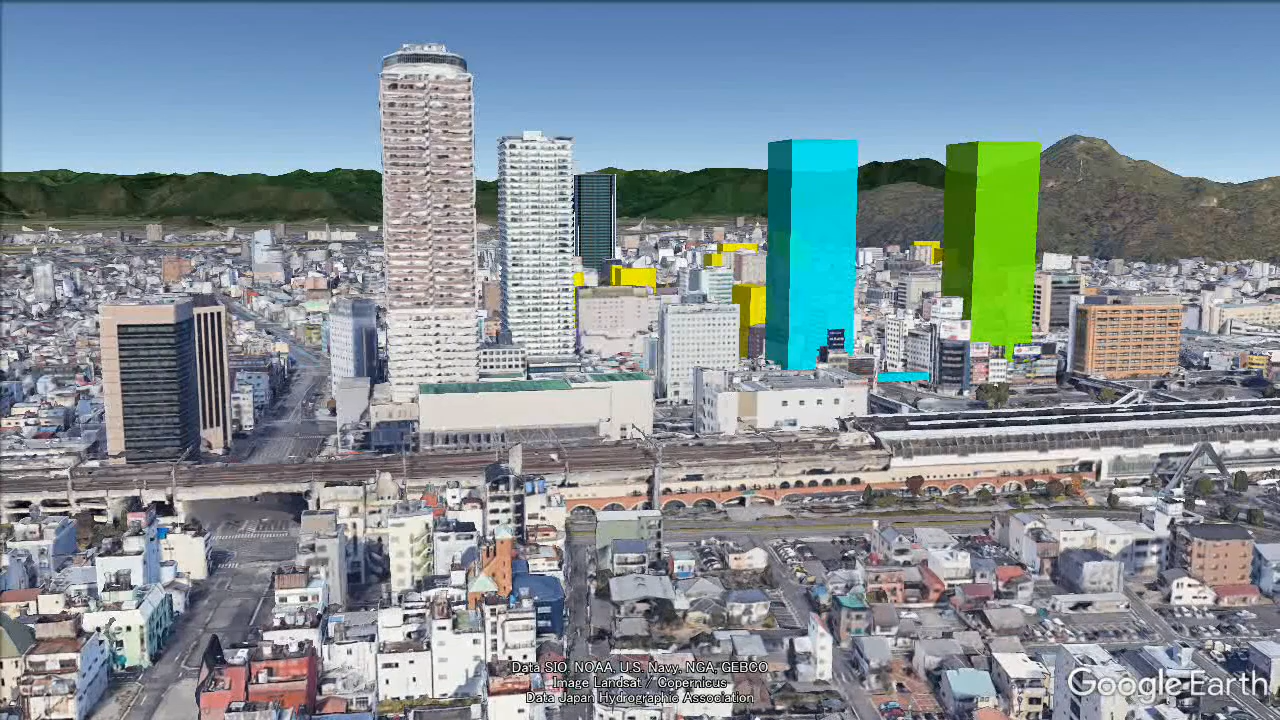 Data SIO, NOAA, U.S. Navy, NGA, GEBCO
Image Landsat / Copernicus
Data Japan Hydrographic Association
Google Earth